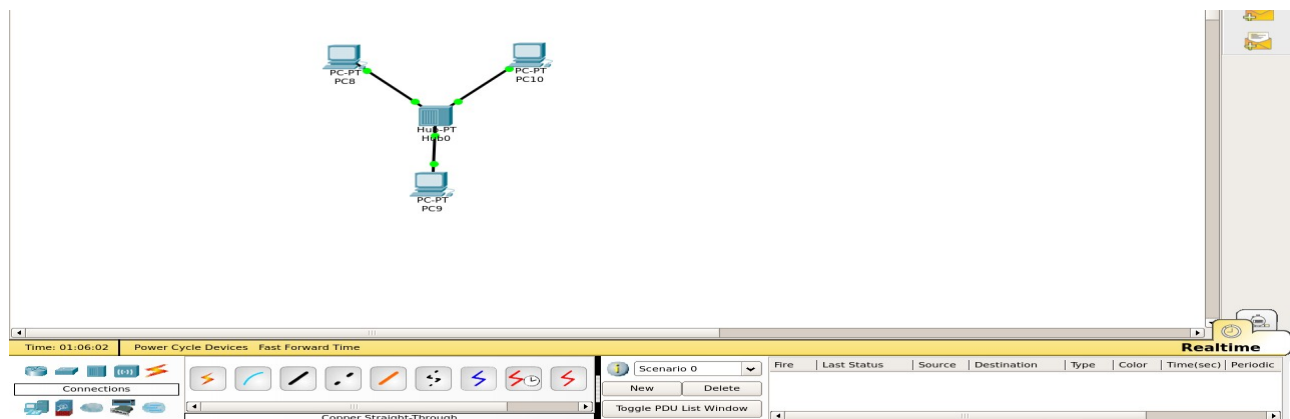 PC-PT
PC8
PC-PT
PC10
Hub-PT
Hub0
PC-PT
PC9
Time: 01:06:02 Power Cycle Devices Fast Forward Time
Realtime
Connections
Copper Straight-Through
Scenario 0
New Delete
Toggle PDU List Window
Fire Last Status Source Destination Type Color Time(sec) Periodic